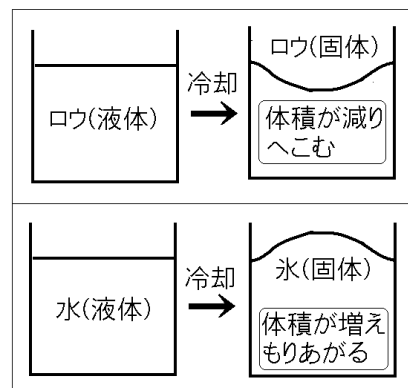 ロウ(液体)
冷却
ロウ(固体)
体積が減り
へこむ
水(液体)
冷却
氷(固体)
体積が増え
もりあがる